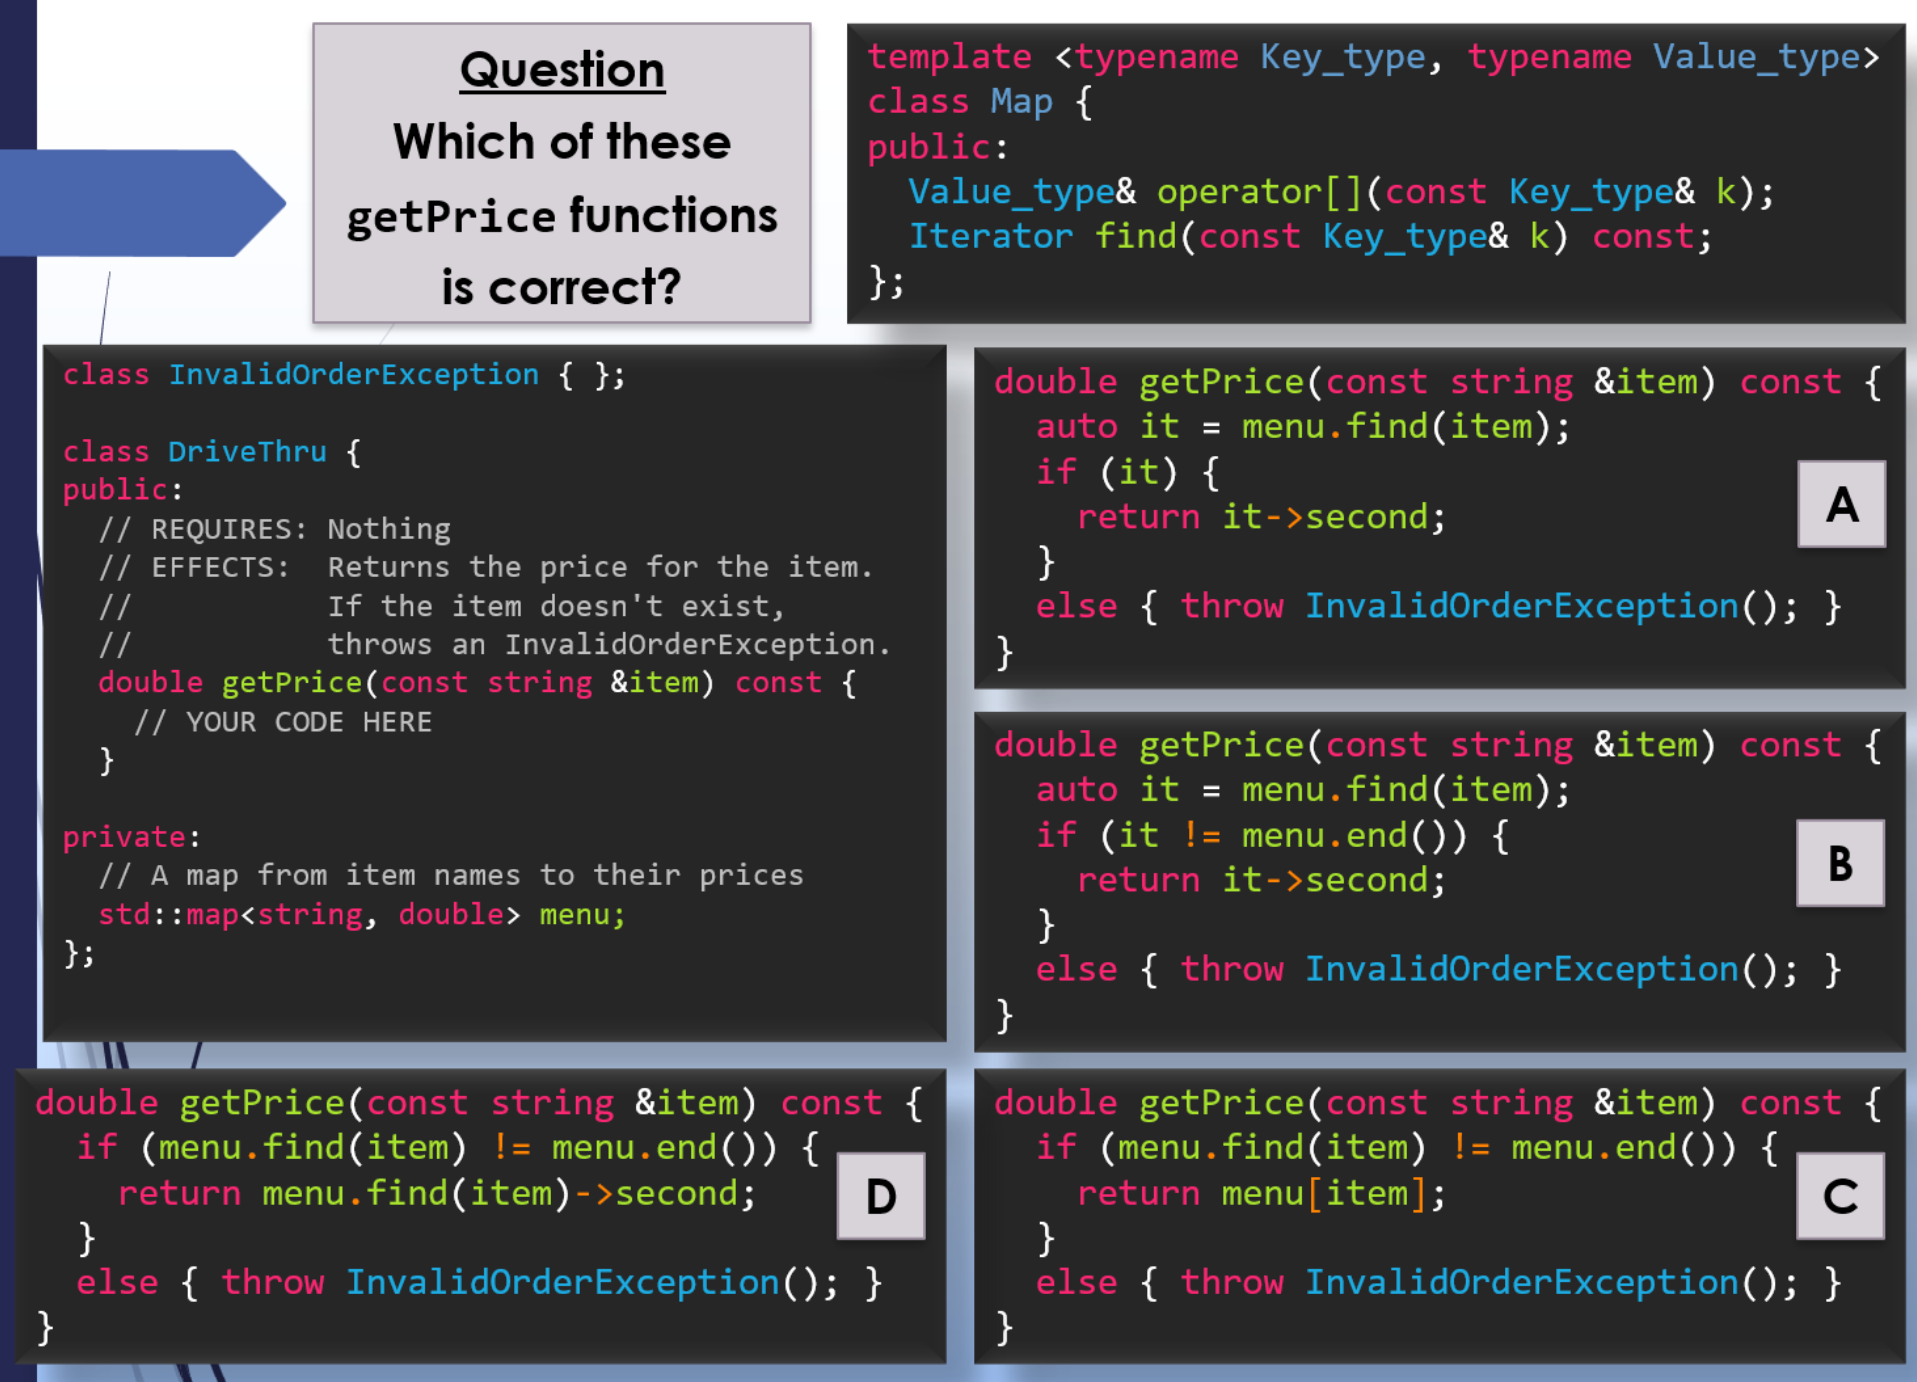 Question
Which of these
getPrice functions
is correct?
template <typename Key_type, typename Value_type>
class Map {
public:
  Value_type& operator[](const Key_type& k);
  Iterator find(const Key_type& k) const;
};
class InvalidOrderException { };

class DriveThru {
public:
  // REQUIRES: Nothing
  // EFFECTS:  Returns the price for the item.
  //           If the item doesn't exist,
  //           throws an InvalidOrderException.
  double getPrice(const string &item) const {
    // YOUR CODE HERE
  }

private:
  // A map from item names to their prices
  std::map<string, double> menu;
};
double getPrice(const string &item) const {
  auto it = menu.find(item);
  if (it) {
    return it->second;
  }
  else { throw InvalidOrderException(); }
}
A
double getPrice(const string &item) const {
  auto it = menu.find(item);
  if (it != menu.end()) {
    return it->second;
  }
  else { throw InvalidOrderException(); }
}
B
double getPrice(const string &item) const {
  if (menu.find(item) != menu.end()) {
    return menu.find(item)->second;
  }
  else { throw InvalidOrderException(); }
}
D
double getPrice(const string &item) const {
  if (menu.find(item) != menu.end()) {
    return menu[item];
  }
  else { throw InvalidOrderException(); }
}
C